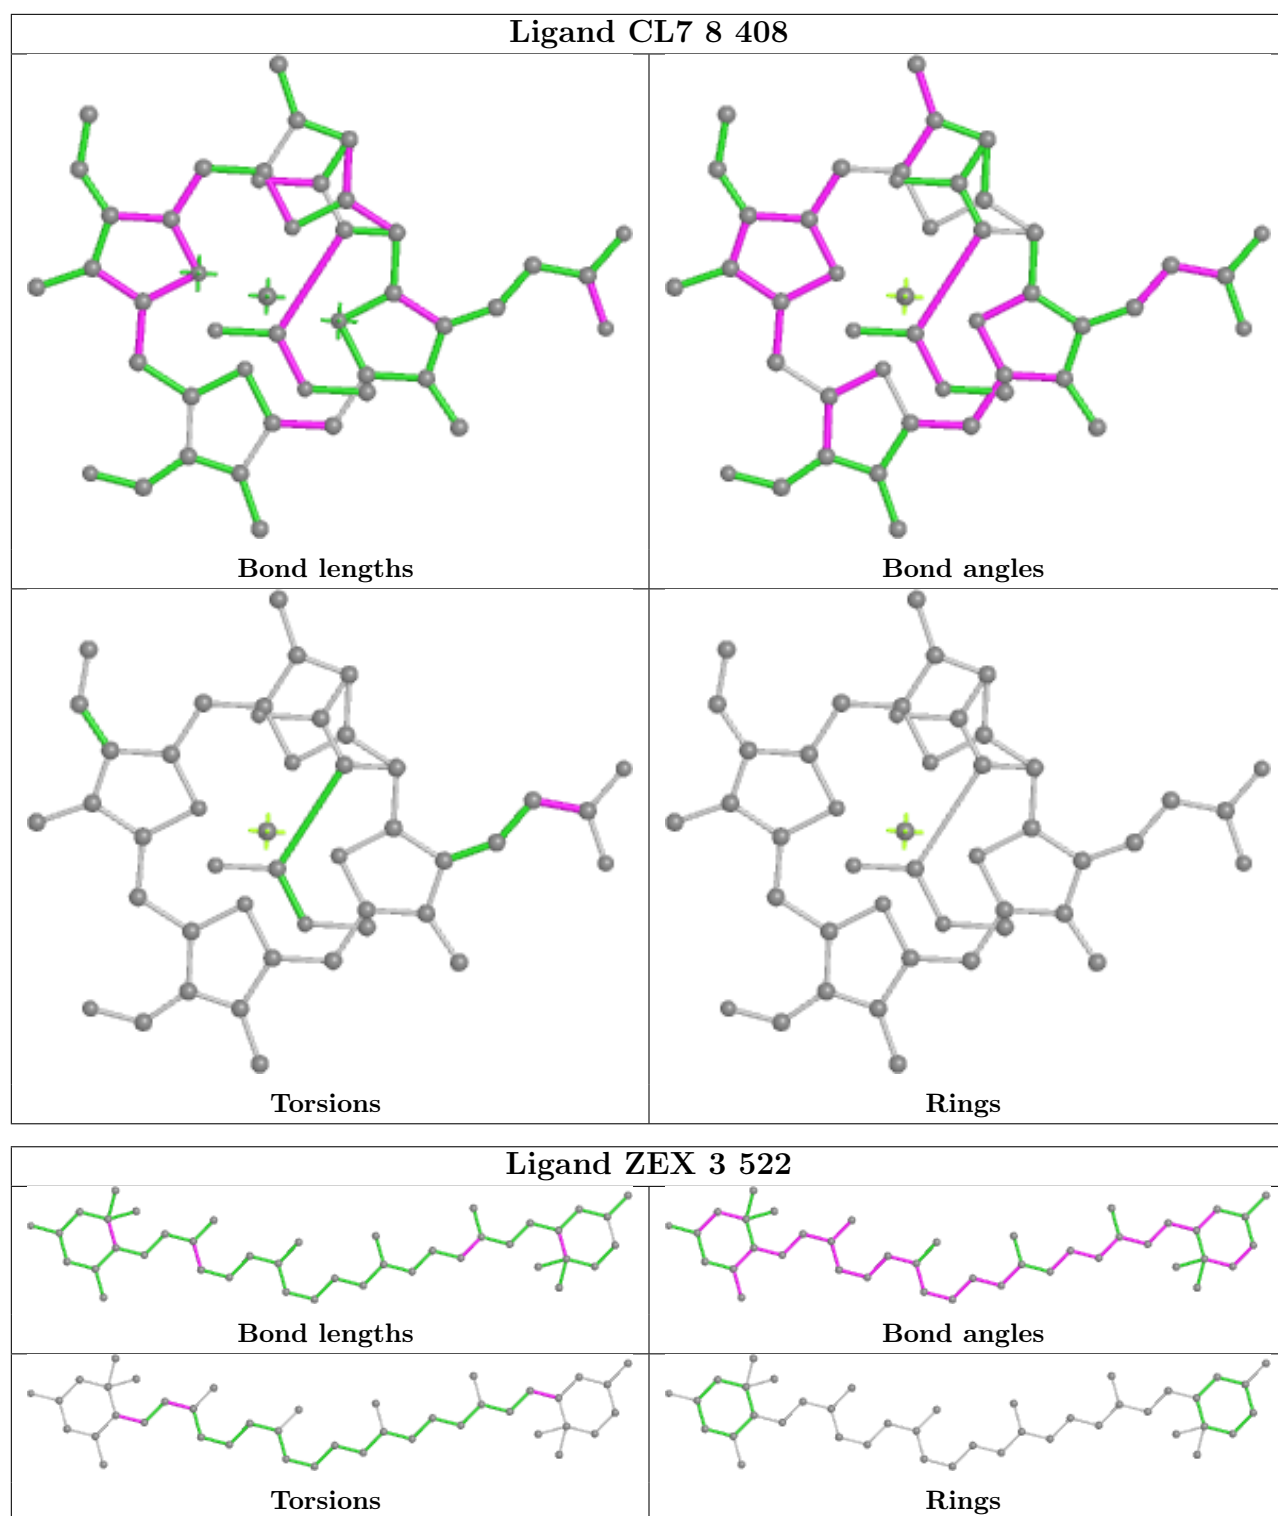 Ligand CL7 8 408
Bond lengths
Bond angles
Torsions
Rings
Ligand ZEX 3 522
Bond lengths
Bond angles
Torsions
Rings